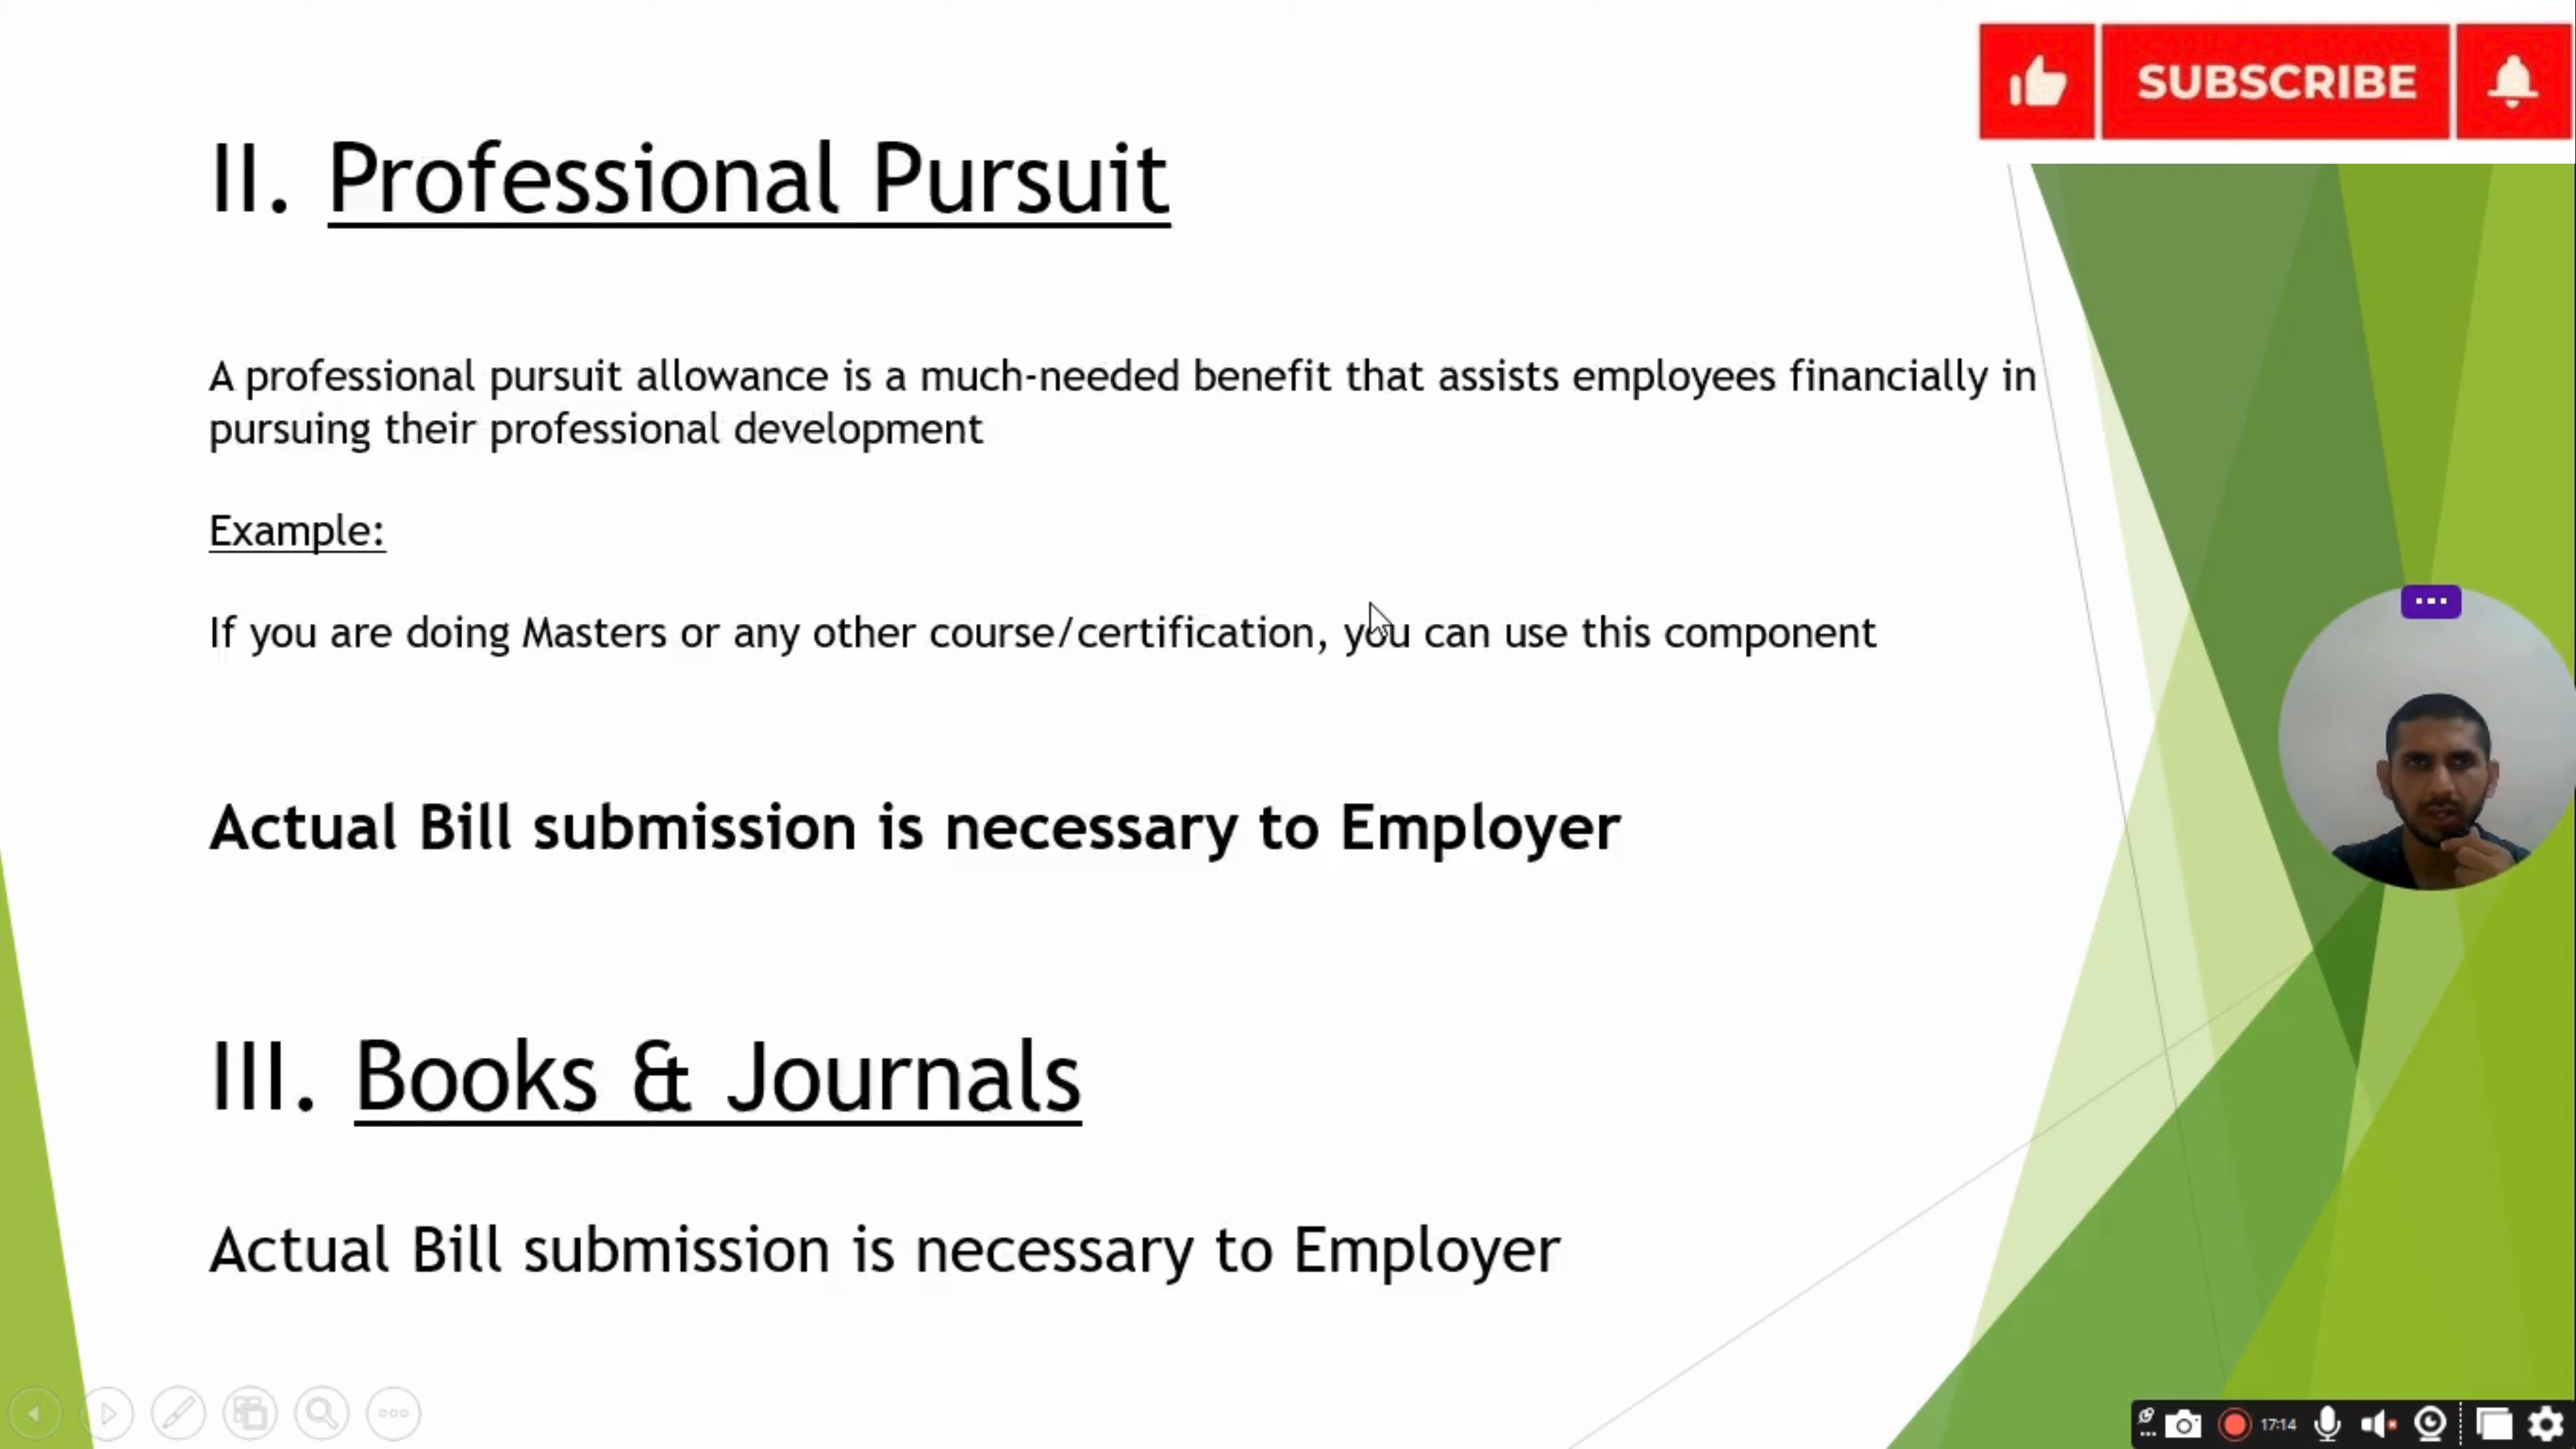 SUBSCRIBE
II. Professional Pursuit
A professional pursuit allowance is a much-needed benefit that assists employees financially in
pursuing their professional development
Example:
If you are doing Masters or any other course/certification, you can use this component
Actual Bill submission is necessary to Employer
III. Books & Journals
Actual Bill submission is necessary to Employer
17:14